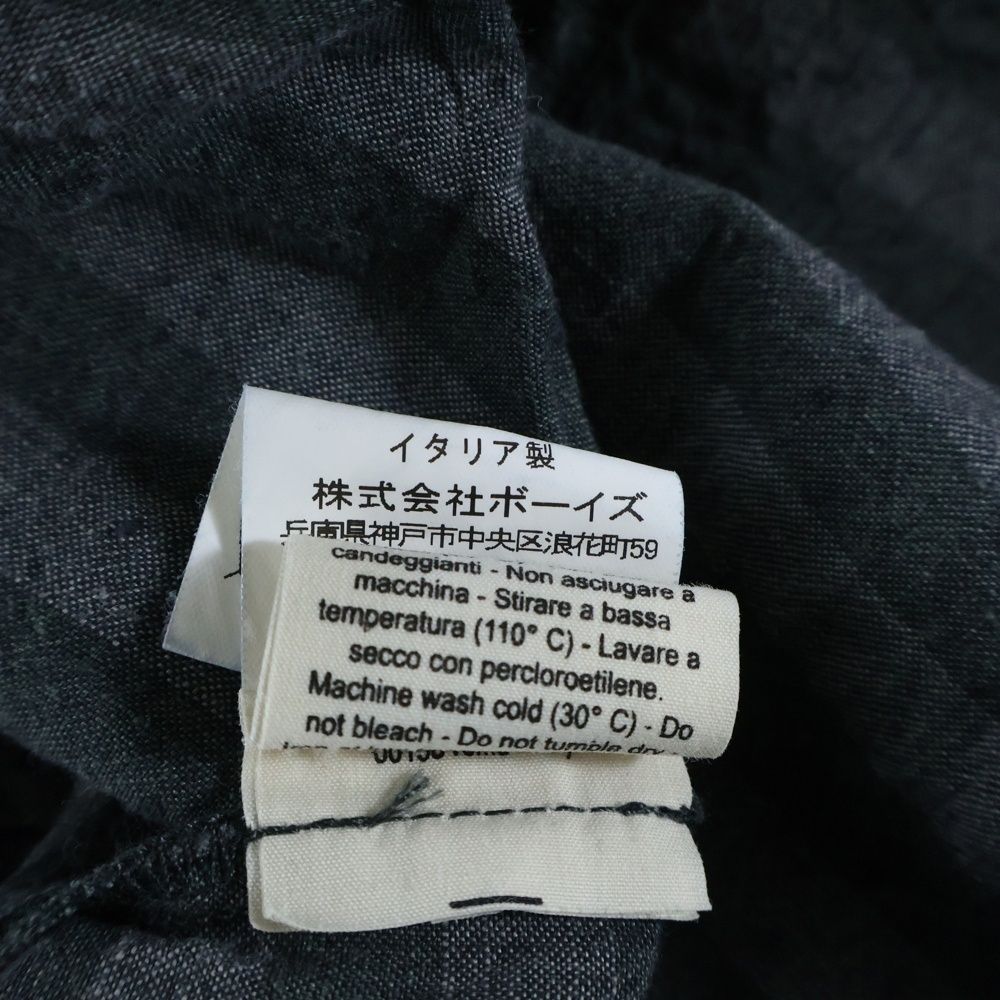 イタリア製
株式会社ボーイズ
兵庫県神戸市中央区浪花町59
candeggianti - Non asciugare a
macchina - Stirare a bassa
temperatura (110° C) - Lavare a
secco con percloroetilene.
Machine wash cold (30° C) - Do
not bleach - Do not tumble dry